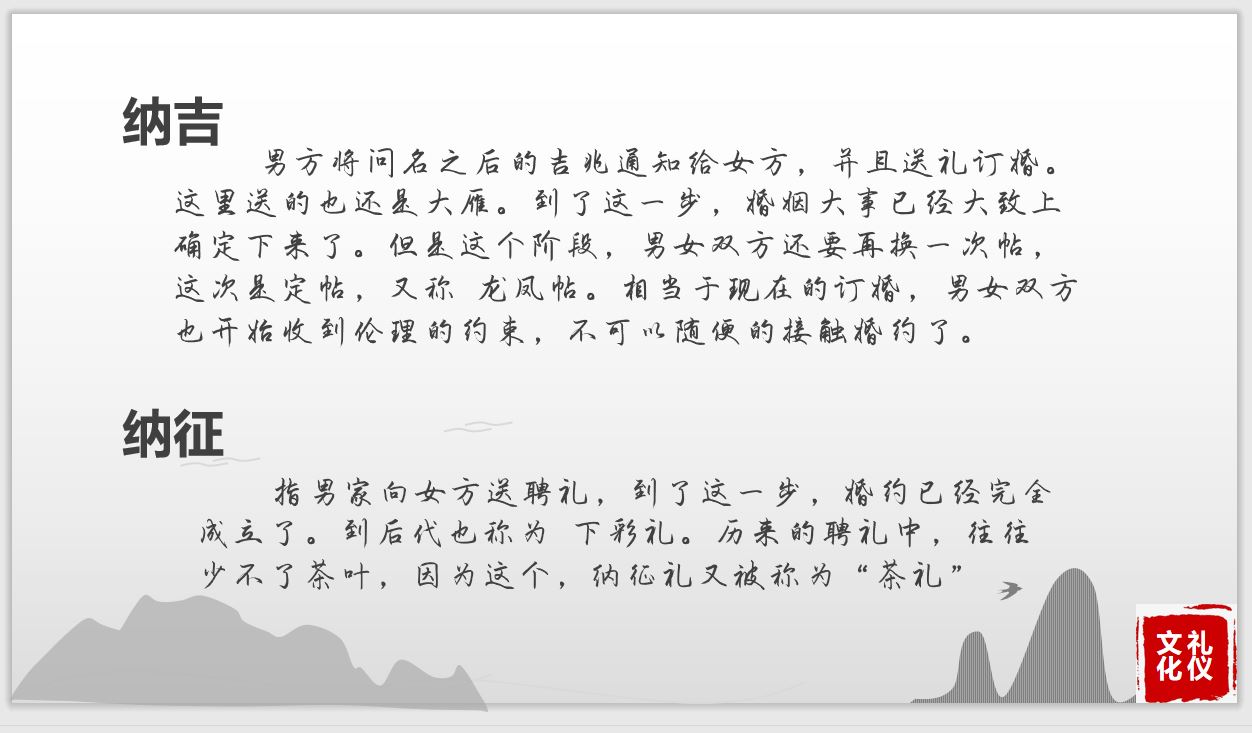 纳吉
男方将问名之后的吉兆通知给女方，并且送礼订婚。
这里送的也还是大雁。到了这一步，婚姻大事已经大致上
确定下来了。但是这个阶段，男女双方还要再换一次帖，
这次是定帖，又称 龙凤帖。相当于现在的订婚，男女双方
也开始收到伦理的约束，不可以随便的接触婚约了。
纳征
指男家向女方送聘礼，到了这一步，婚约已经完全
成立了。到后代也称为 下彩礼。历来的聘礼中，往往
少不了茶叶，因为这个，纳征礼又被称为“茶礼”
文礼
化仪